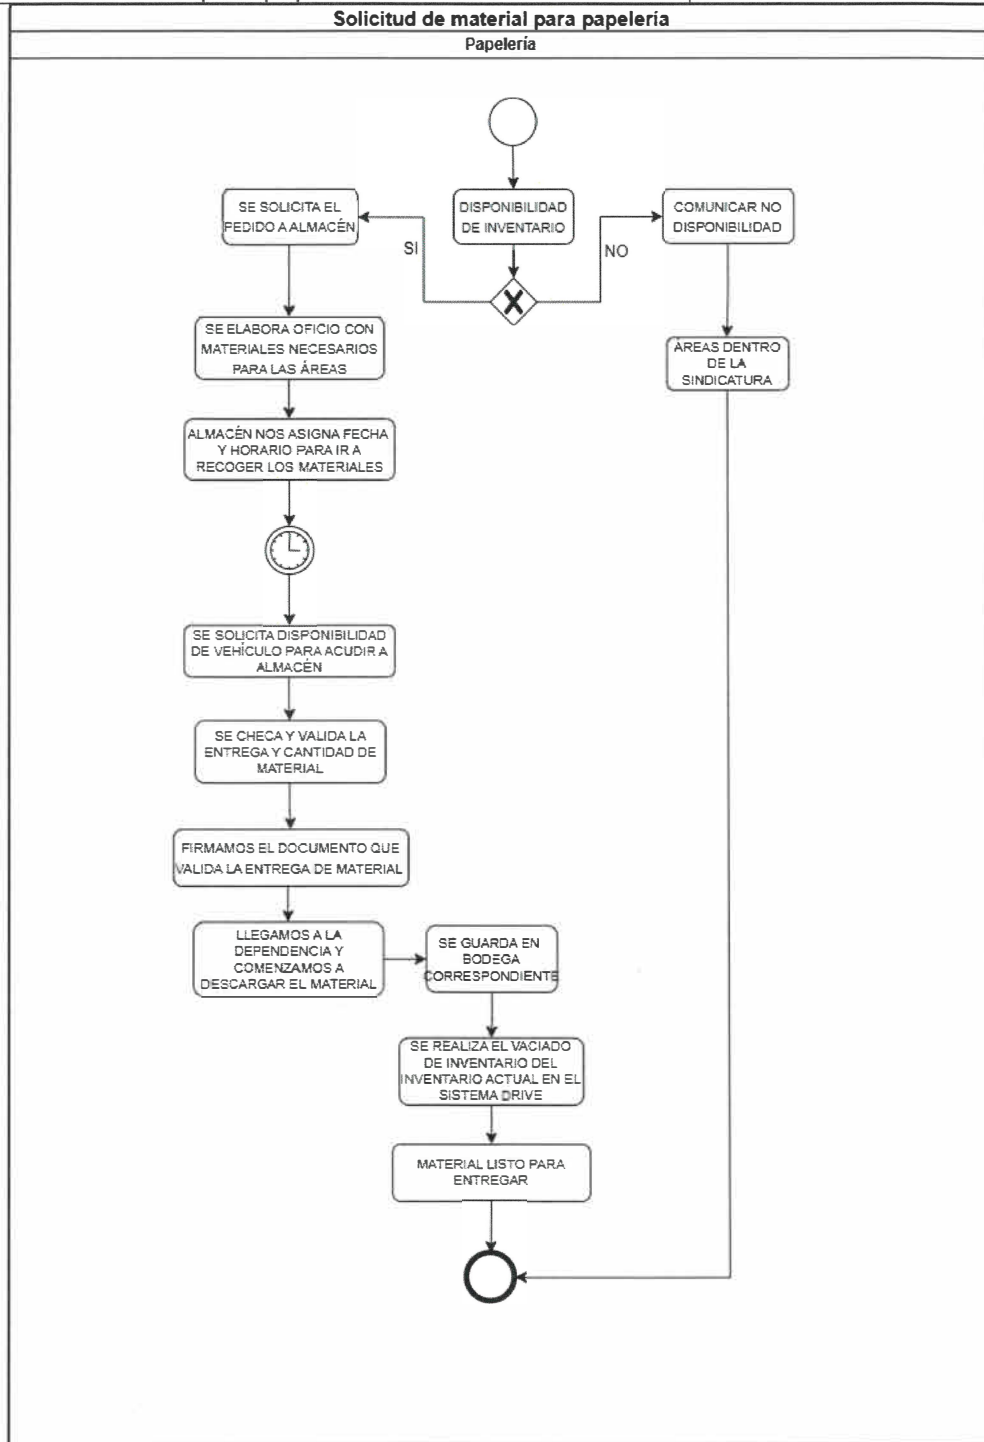 Solicitud de material para papelería
Papelería
DISPONIBILIDAD
DE INVENTARIO
SI
NO
SE SOLICITA EL
PEDIDO A ALMACÉN
COMUNICAR NO
DISPONIBILIDAD
SE ELABORA OFICIO CON
MATERIALES NECESARIOS
PARA LAS ÁREAS
ÁREAS DENTRO
DE LA
SINDICATURA
ALMACÉN NOS ASIGNA FECHA
Y HORARIO PARA IR A
RECOGER LOS MATERIALES
SE SOLICITA DISPONIBILIDAD
DE VEHÍCULO PARA ACUDIR A
ALMACÉN
SE CHECA Y VALIDA LA
ENTREGA Y CANTIDAD DE
MATERIAL
FIRMAMOS EL DOCUMENTO QUE
VALIDA LA ENTREGA DE MATERIAL
LLEGAMOS A LA
DEPENDENCIA Y
COMENZAMOS A
DESCARGAR EL MATERIAL
SE GUARDA EN
BODEGA
CORRESPONDIENTE
SE REALIZA EL VACIADO
DE INVENTARIO DEL
INVENTARIO ACTUAL EN EL
SISTEMA DRIVE
MATERIAL LISTO PARA
ENTREGAR